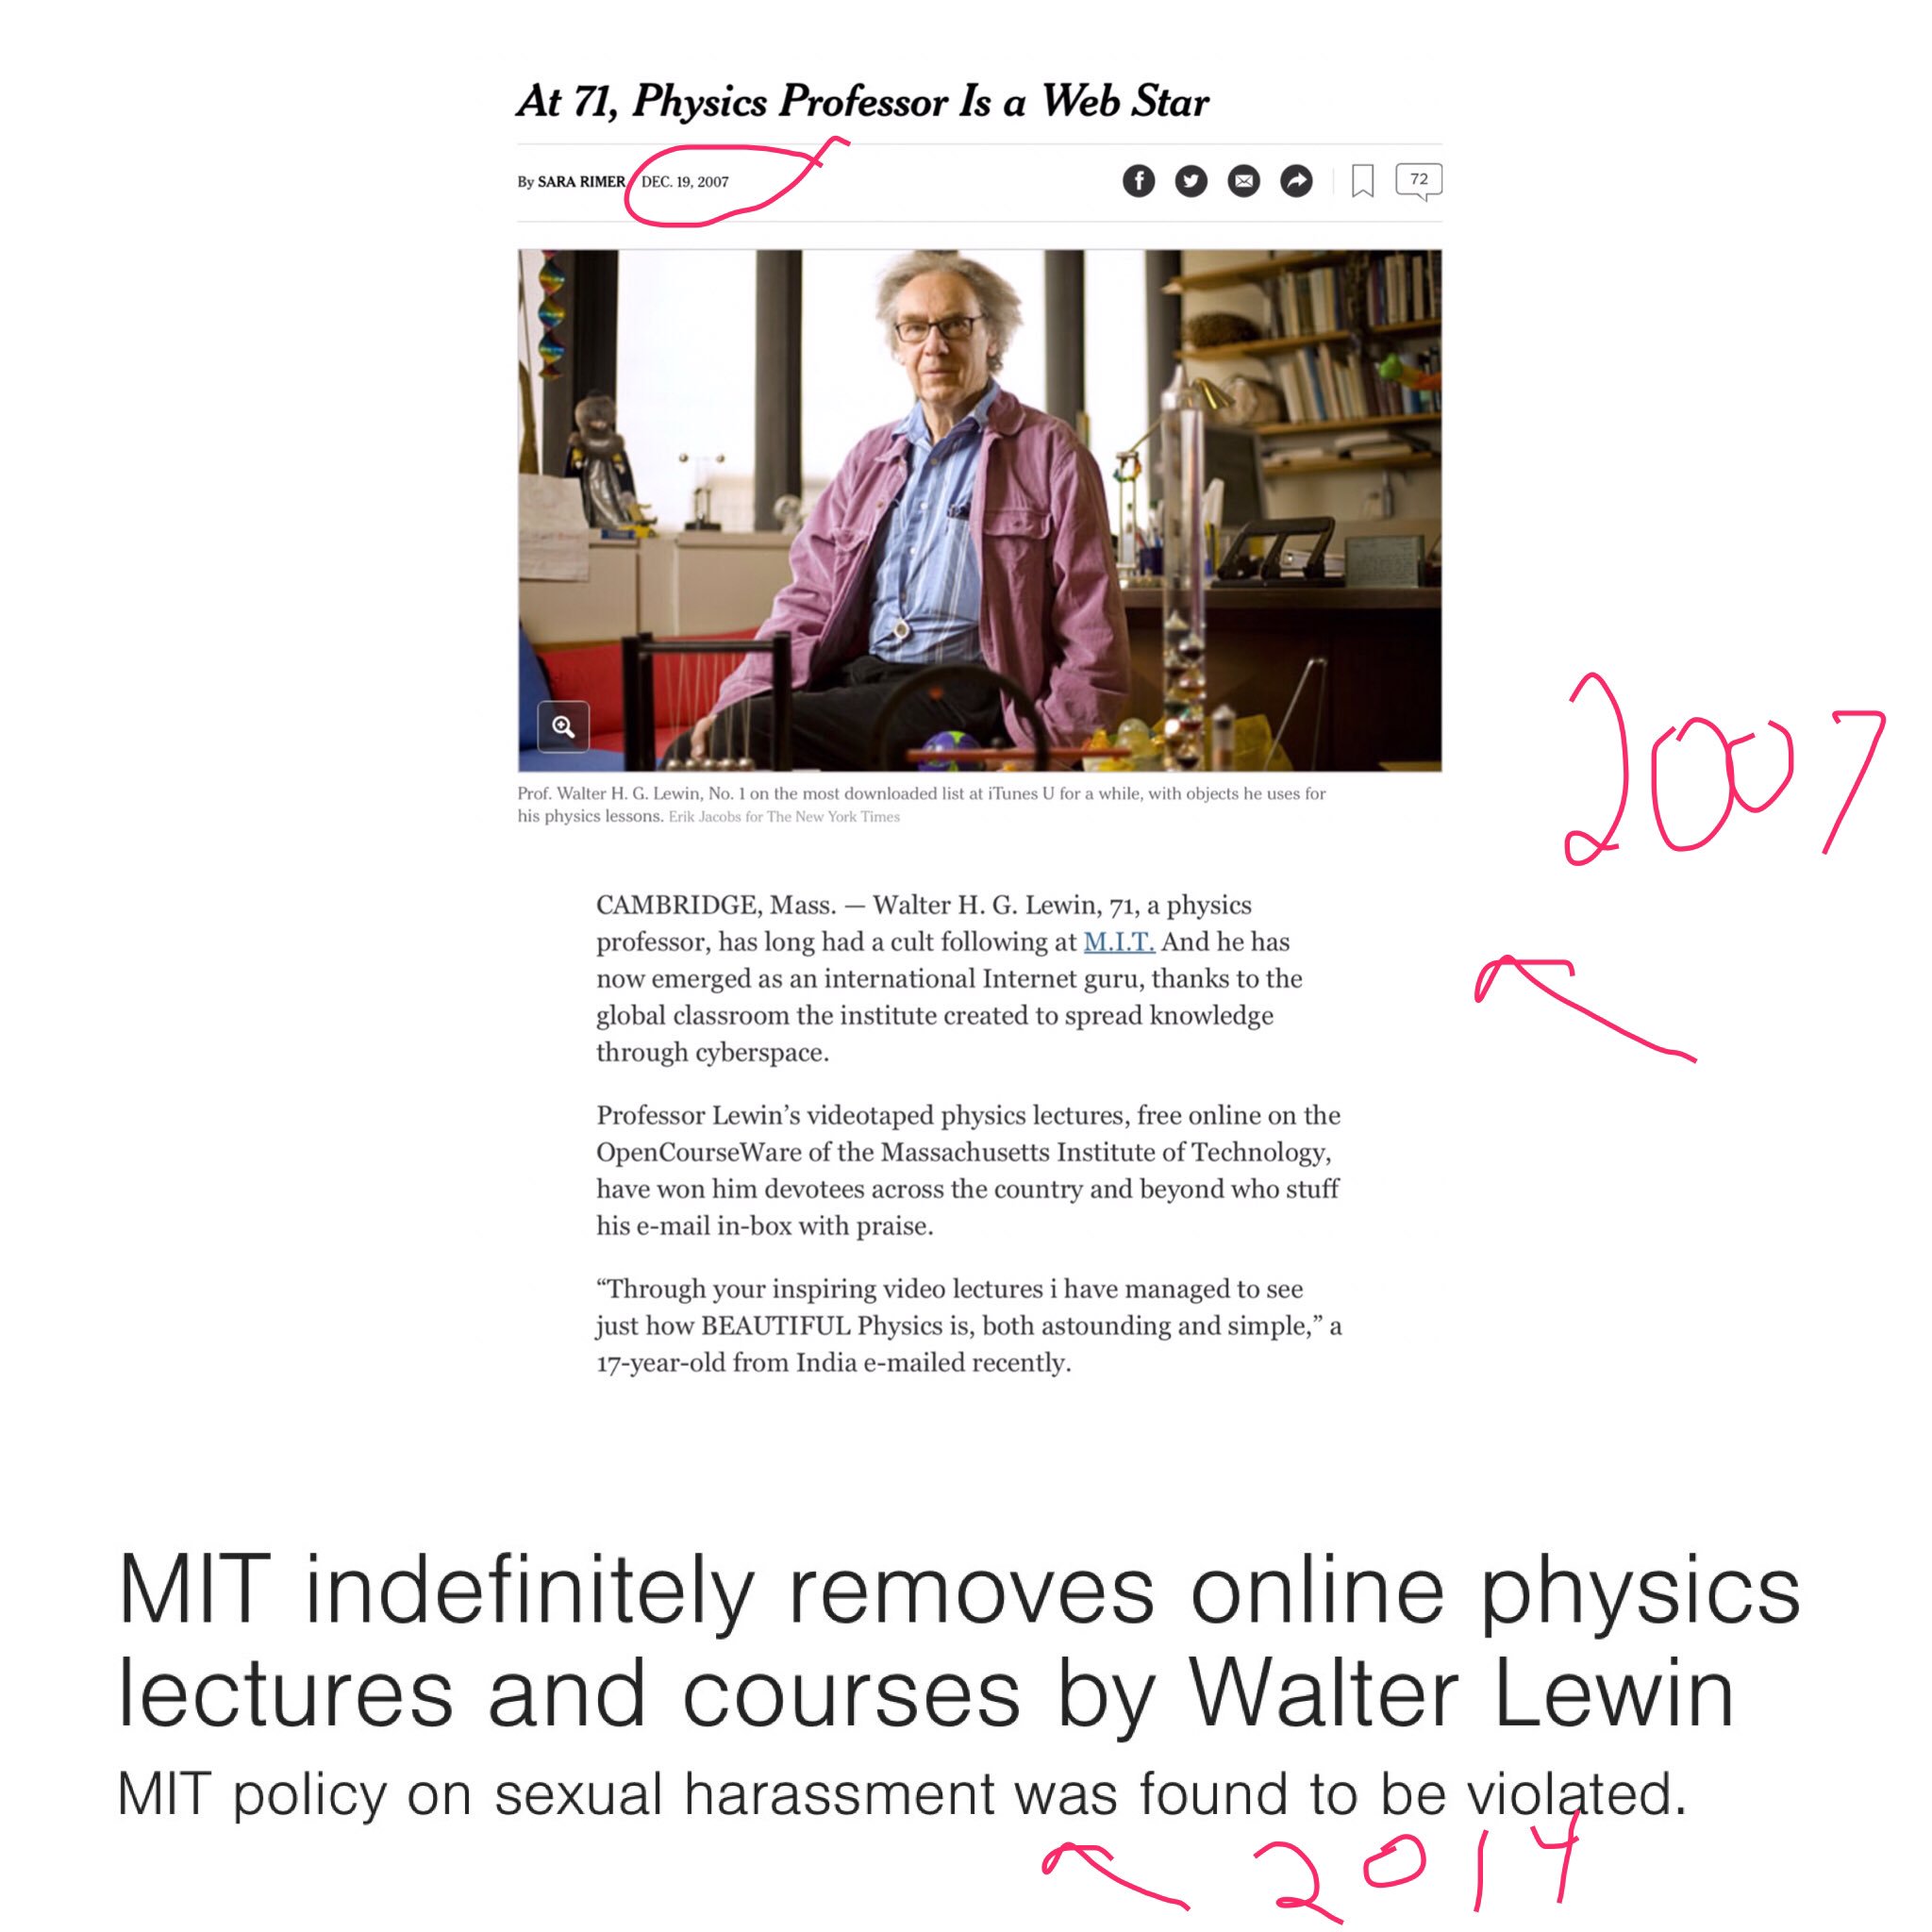 At 71, Physics Professor Is a Web Star
By SARA RIMER DEC. 19, 2007
72
Prof. Walter H. G. Lewin, No. 1 on the most downloaded list at iTunes U for a while, with objects he uses for
his physics lessons. Erik Jacobs for The New York Times
2007
CAMBRIDGE, Mass. — Walter H. G. Lewin, 71, a physics
professor, has long had a cult following at M.I.T. And he has
now emerged as an international Internet guru, thanks to the
global classroom the institute created to spread knowledge
through cyberspace.
Professor Lewin’s videotaped physics lectures, free online on the
OpenCourseWare of the Massachusetts Institute of Technology,
have won him devotees across the country and beyond who stuff
his e-mail in-box with praise.
“Through your inspiring video lectures i have managed to see
just how BEAUTIFUL Physics is, both astounding and simple,” a
17-year-old from India e-mailed recently.
MIT indefinitely removes online physics
lectures and courses by Walter Lewin
MIT policy on sexual harassment was found to be violated.
2014